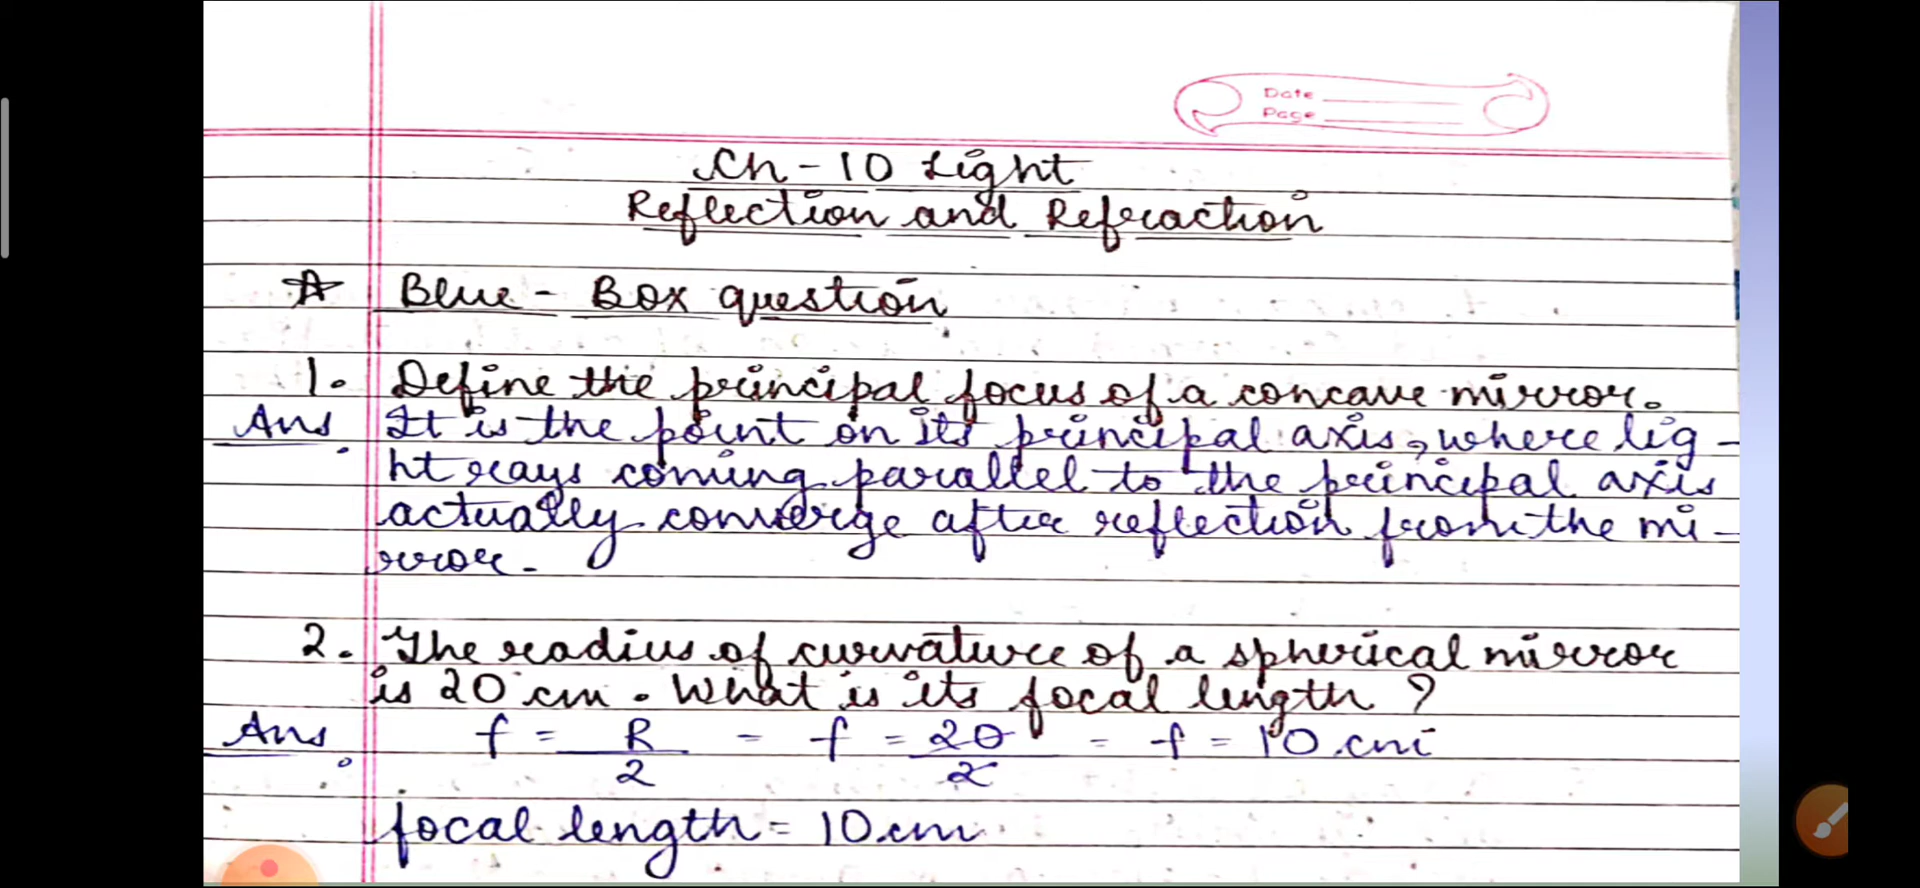 Date
Page
Ch - 10 Light
Reflection and Refraction
☆ Blue - Box question
1. Define the principal focus of a concave mirror.
Ans. It is the point on its principal axis, where lig-
ht rays coming parallel to the principal axis
actually converge after reflection from the mi-
rror.
2. The radius of curvature of a spherical mirror
is 20 cm. What is its focal length ?
Ans. f = R/2 - f = 20/2 = f = 10 cm
focal length = 10 cm